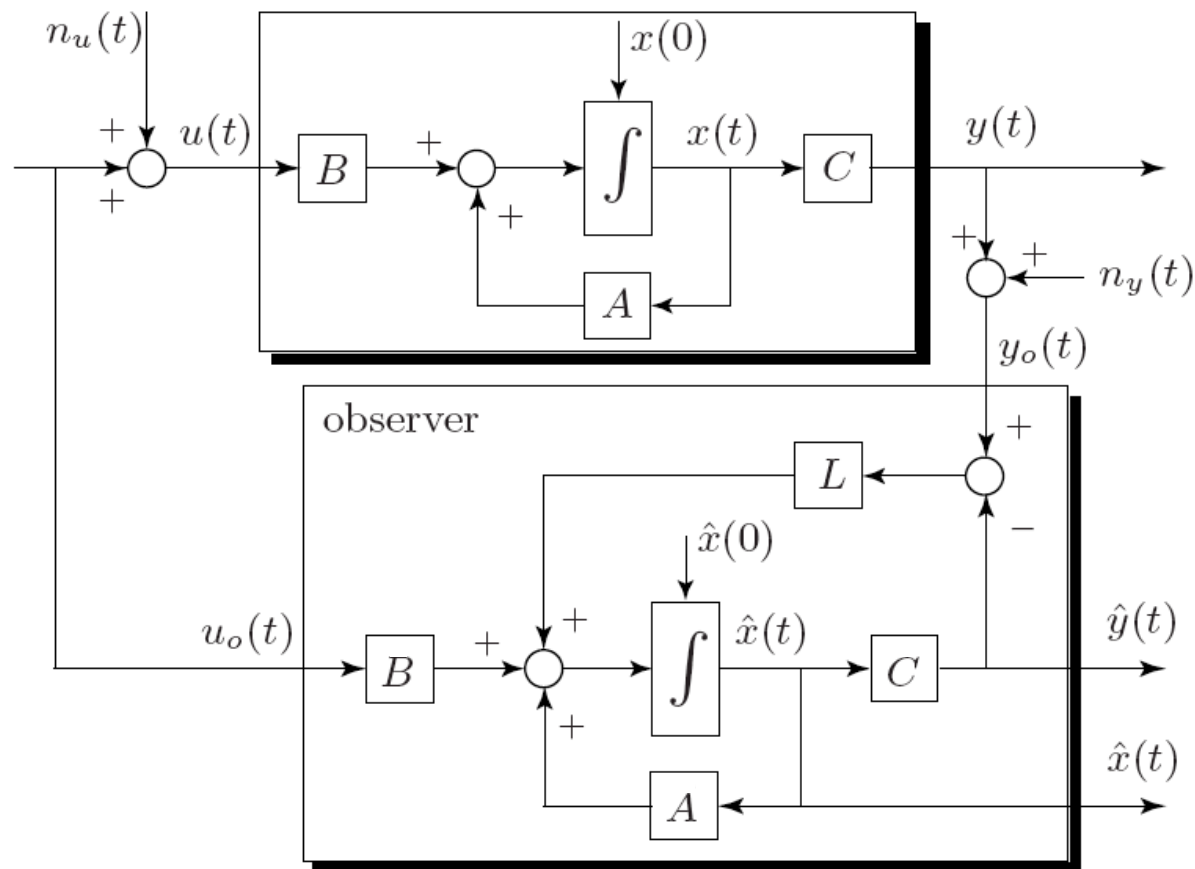 n_u(t)
x(0)
+
u(t)
+
B
+
+
∫
x(t)
C
y(t)
A
+
+
n_y(t)
y_o(t)
observer
+
L
−
x̂(0)
u_o(t)
B
+
+
+
∫
x̂(t)
C
ŷ(t)
A
x̂(t)